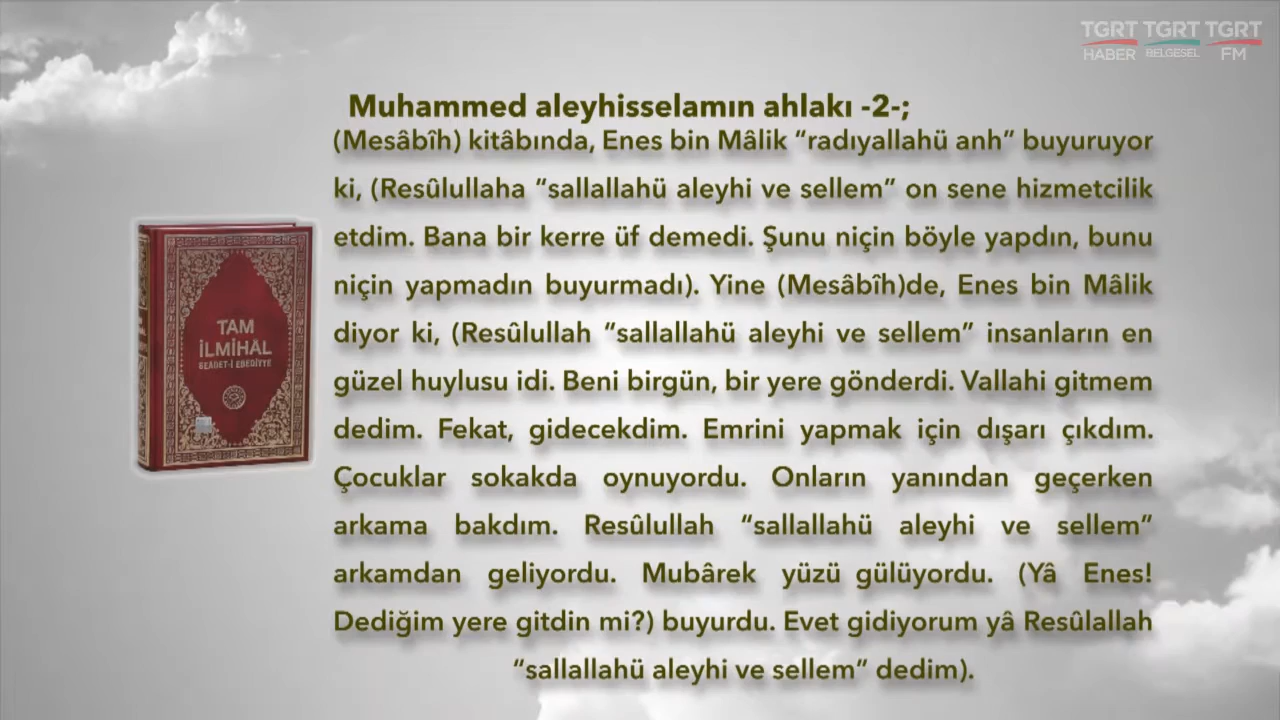 TGRT TGRT TGRT
HABER BELGESEL FM
Muhammed aleyhisselamın ahlakı -2-;
(Mesâbîh) kitâbında, Enes bin Mâlik “radıyallahü anh” buyuruyor
ki, (Resûlullaha “sallallahü aleyhi ve sellem” on sene hizmetcilik
etdim. Bana bir kerre üf demedi. Şunu niçin böyle yapdın, bunu
niçin yapmadın buyurmadı). Yine (Mesâbîh)de, Enes bin Mâlik
diyor ki, (Resûlullah “sallallahü aleyhi ve sellem” insanların en
güzel huylusu idi. Beni birgün, bir yere gönderdi. Vallahi gitmem
dedim. Fekat, gidecekdim. Emrini yapmak için dışarı çıkdım.
Çocuklar sokakda oynuyordu. Onların yanından geçerken
arkama bakdım. Resûlullah “sallallahü aleyhi ve sellem”
arkamdan geliyordu. Mubârek yüzü gülüyordu. (Yâ Enes!
Dediğim yere gitdin mi?) buyurdu. Evet gidiyorum yâ Resûlallah
“sallallahü aleyhi ve sellem” dedim).
TAM
İLMİHAL
SEÂDET-İ EBEDİYYE